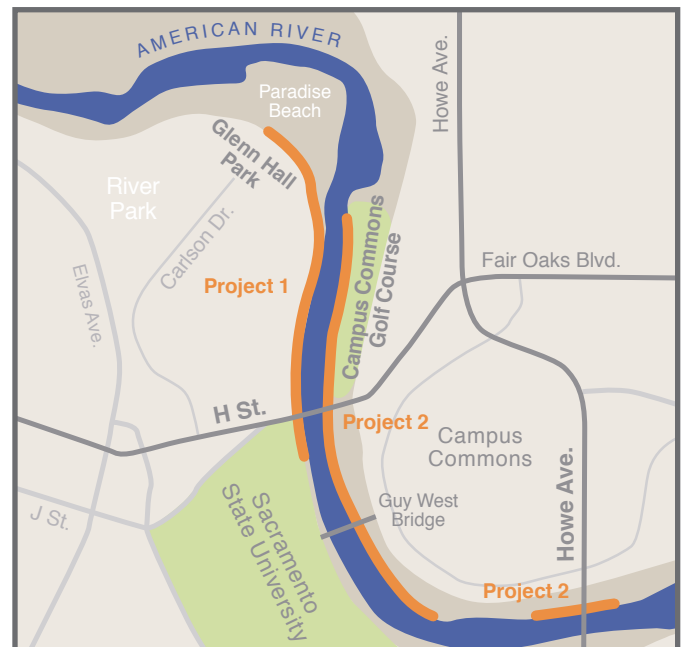 AMERICAN RIVER
Howe Ave.
Paradise
Beach
Glenn Hall
Park
River
Park
Carlson Dr.
Campus Commons
Golf Course
Fair Oaks Blvd.
Elvas Ave.
Project 1
H St.
Project 2
Campus
Commons
Guy West
Bridge
Howe Ave.
J St.
Sacramento
State University
Project 2